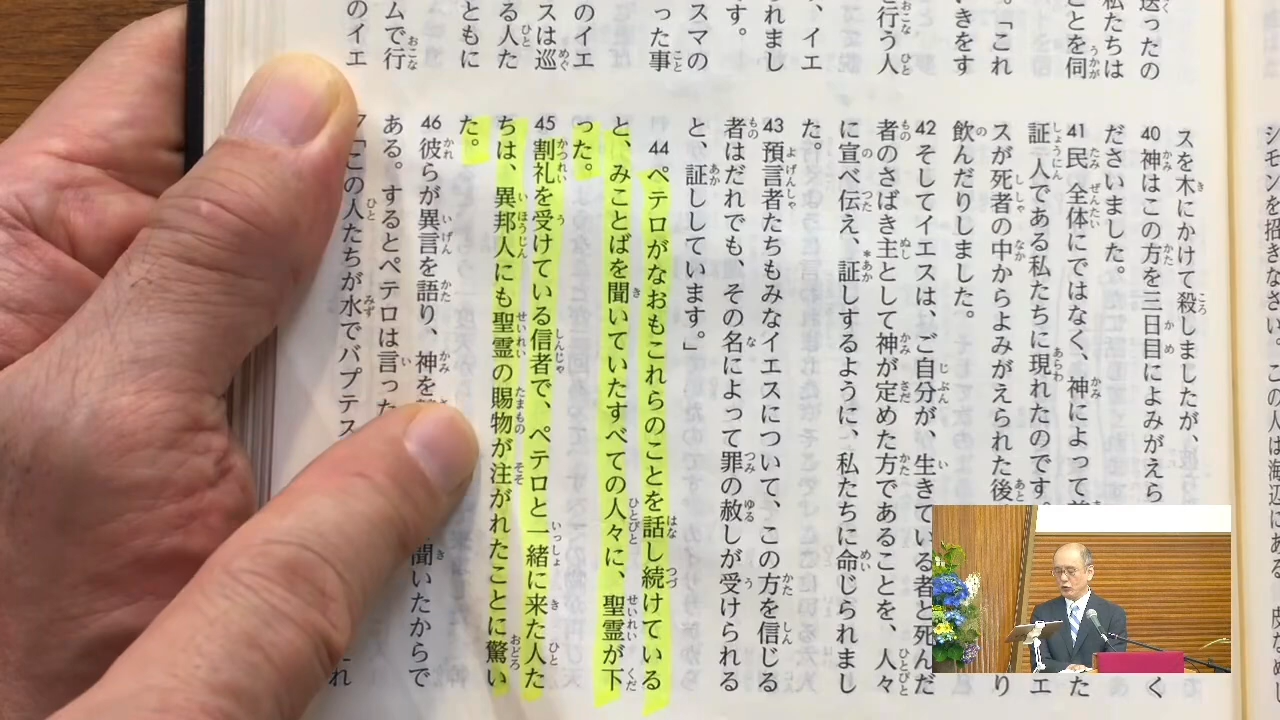 送ったの
私たちは
ことを伺
。「これ
いきをす
を行う人
、イエ
られまし
す。
スマの
った事
のイエ
スは巡
る人た
ともに
ムで行
のイエ
スを木にかけて殺しましたが、
40 神はこの方を三日目によみがえら
ださいました。
41 民全体にではなく、神によって
証人である私たちに現れたのです。
スが死者の中からよみがえられた後
飲んだりしました。
42 そしてイエスは、ご自分が、生きている者と死んだ
者のさばき主として神が定めた方であることを、人々
に宣べ伝え、*証しするように、私たちに命じられまし
た。
43 預言者たちもみなイエスについて、この方を信じる
者はだれでも、その名によって罪の赦しが受けられる
と、証ししています。」
44 ペテロがなおもこれらのことを話し続けている
と、みことばを聞いていたすべての人々に、聖霊が下
った。
45 割礼を受けている信者で、ペテロと一緒に来た人た
ちは、異邦人にも聖霊の賜物が注がれたことに驚い
た。
46 彼らが異言を語り、神を 聞いたからで
ある。するとペテロは言った
7「この人たちが水でバプテス れ
シモンを招きなさい。この人は海辺にある